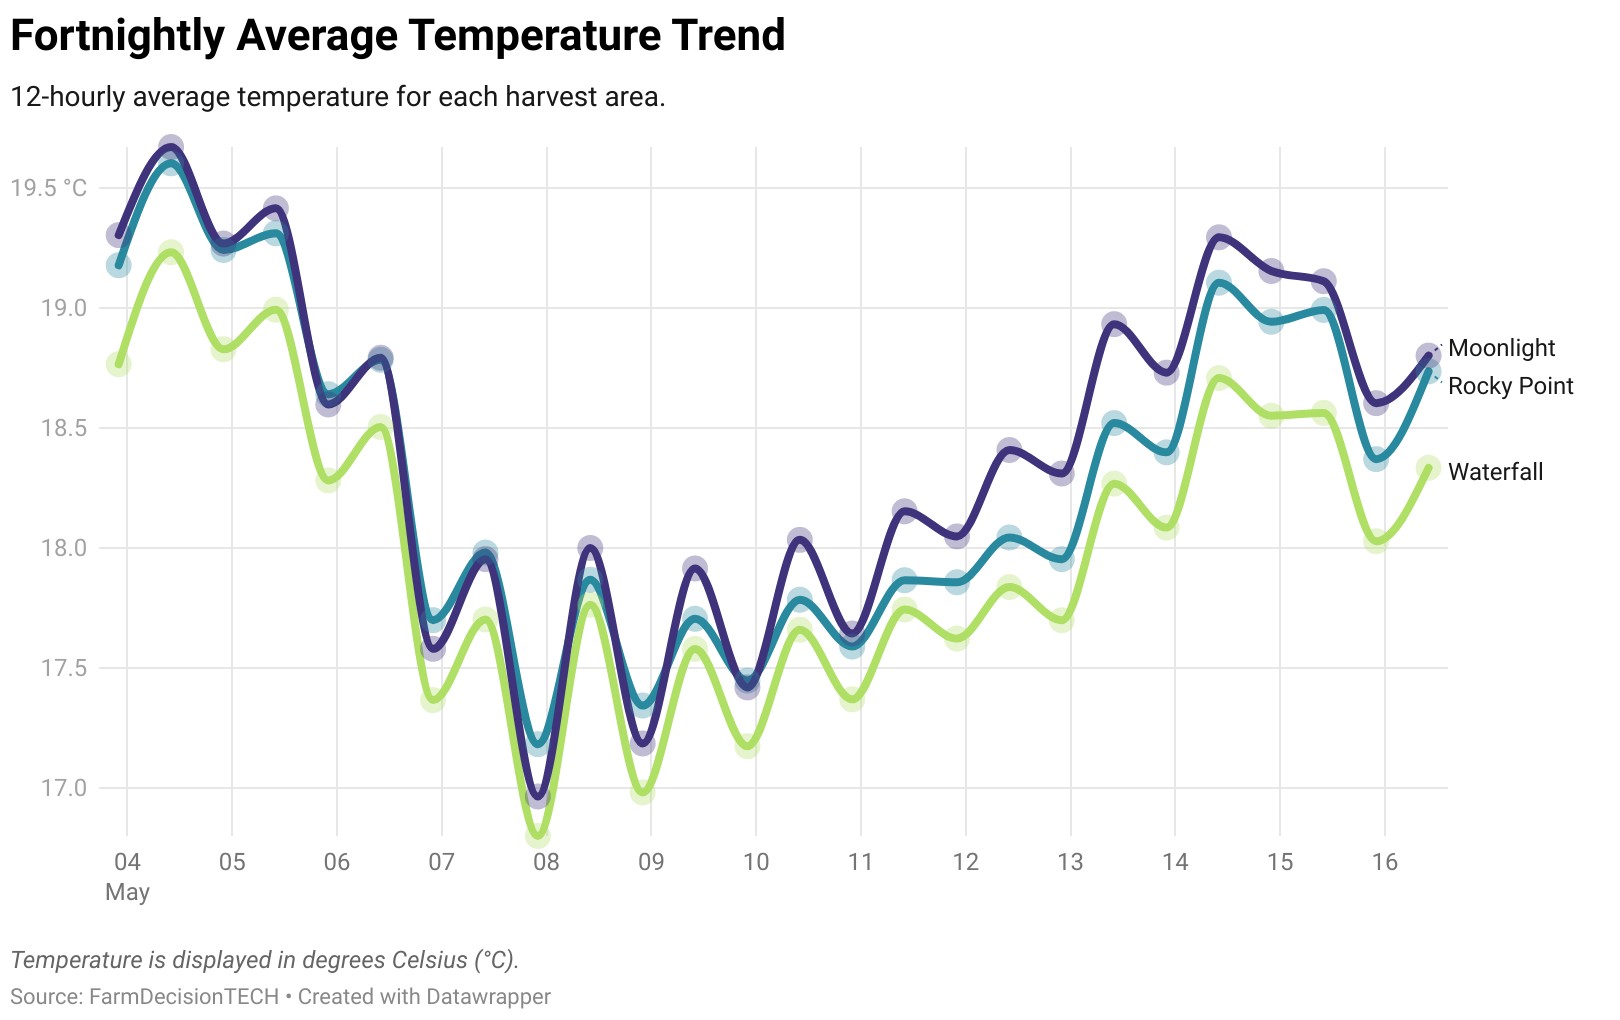 Fortnightly Average Temperature Trend
12-hourly average temperature for each harvest area.
19.5 °C
19.0
18.5
18.0
17.5
17.0
Moonlight
Rocky Point
Waterfall
04 05 06 07 08 09 10 11 12 13 14 15 16
May
Temperature is displayed in degrees Celsius (°C).
Source: FarmDecisionTECH • Created with Datawrapper